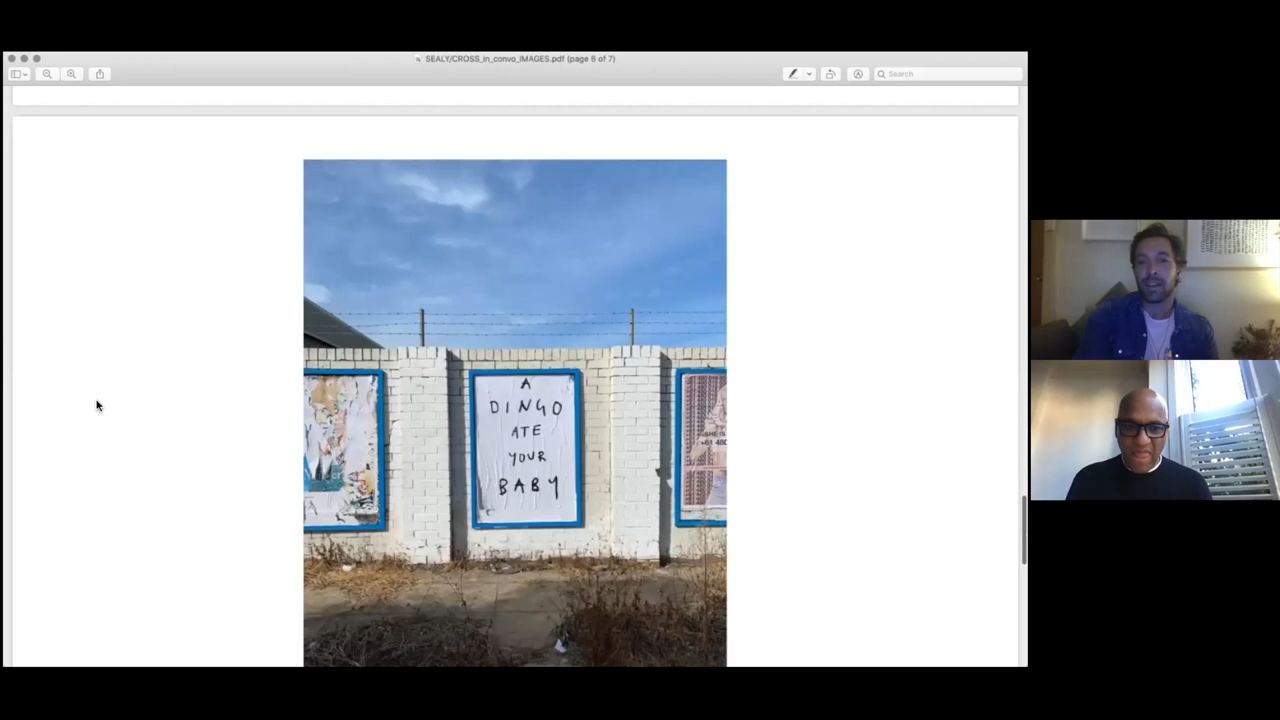 SEALY/CROSS_in_convo_IMAGES.pdf (page 6 of 7)
Search
A
DINGO
ATE
YOUR
BABY